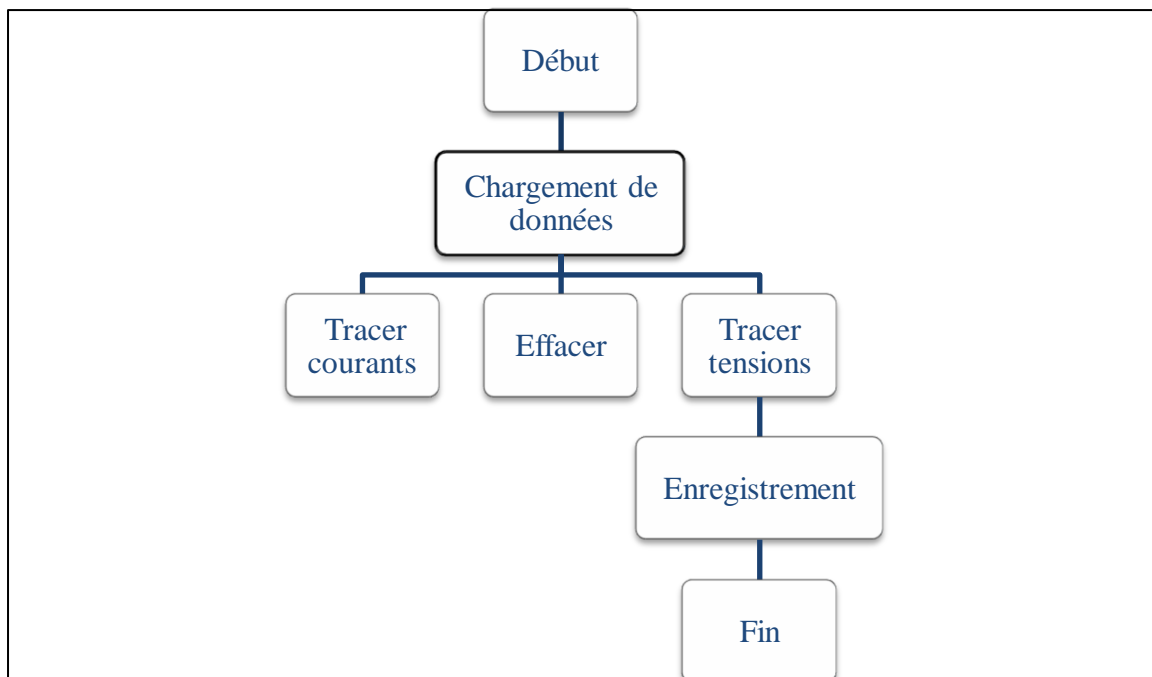 Début
Chargement de
données
Tracer
courants
Effacer
Tracer
tensions
Enregistrement
Fin